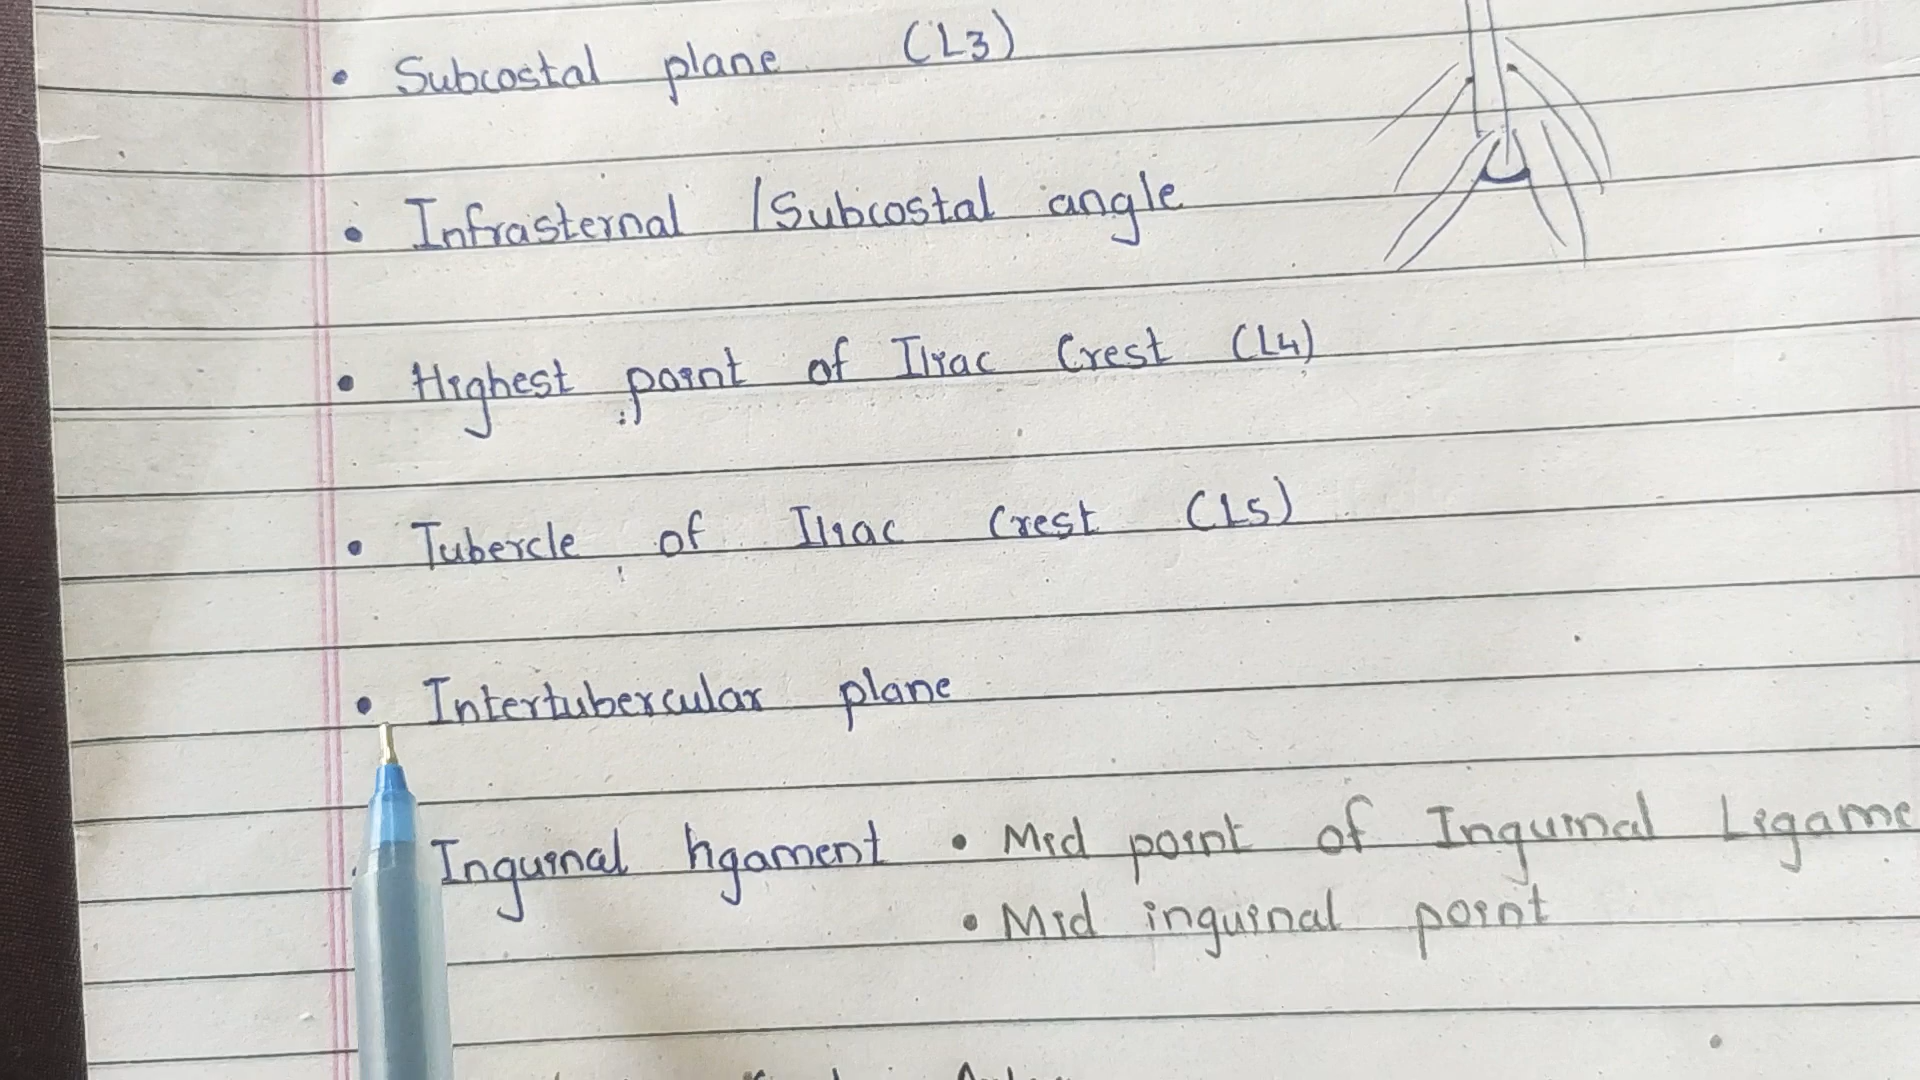 • Subcostal plane (L3)
• Infrasternal /Subcostal angle
• Highest point of Iliac Crest (L4)
• Tubercle of Iliac Crest (L5)
• Intertubercular plane
Inguinal ligament • Mid point of Inguinal Ligame
• Mid inguinal point